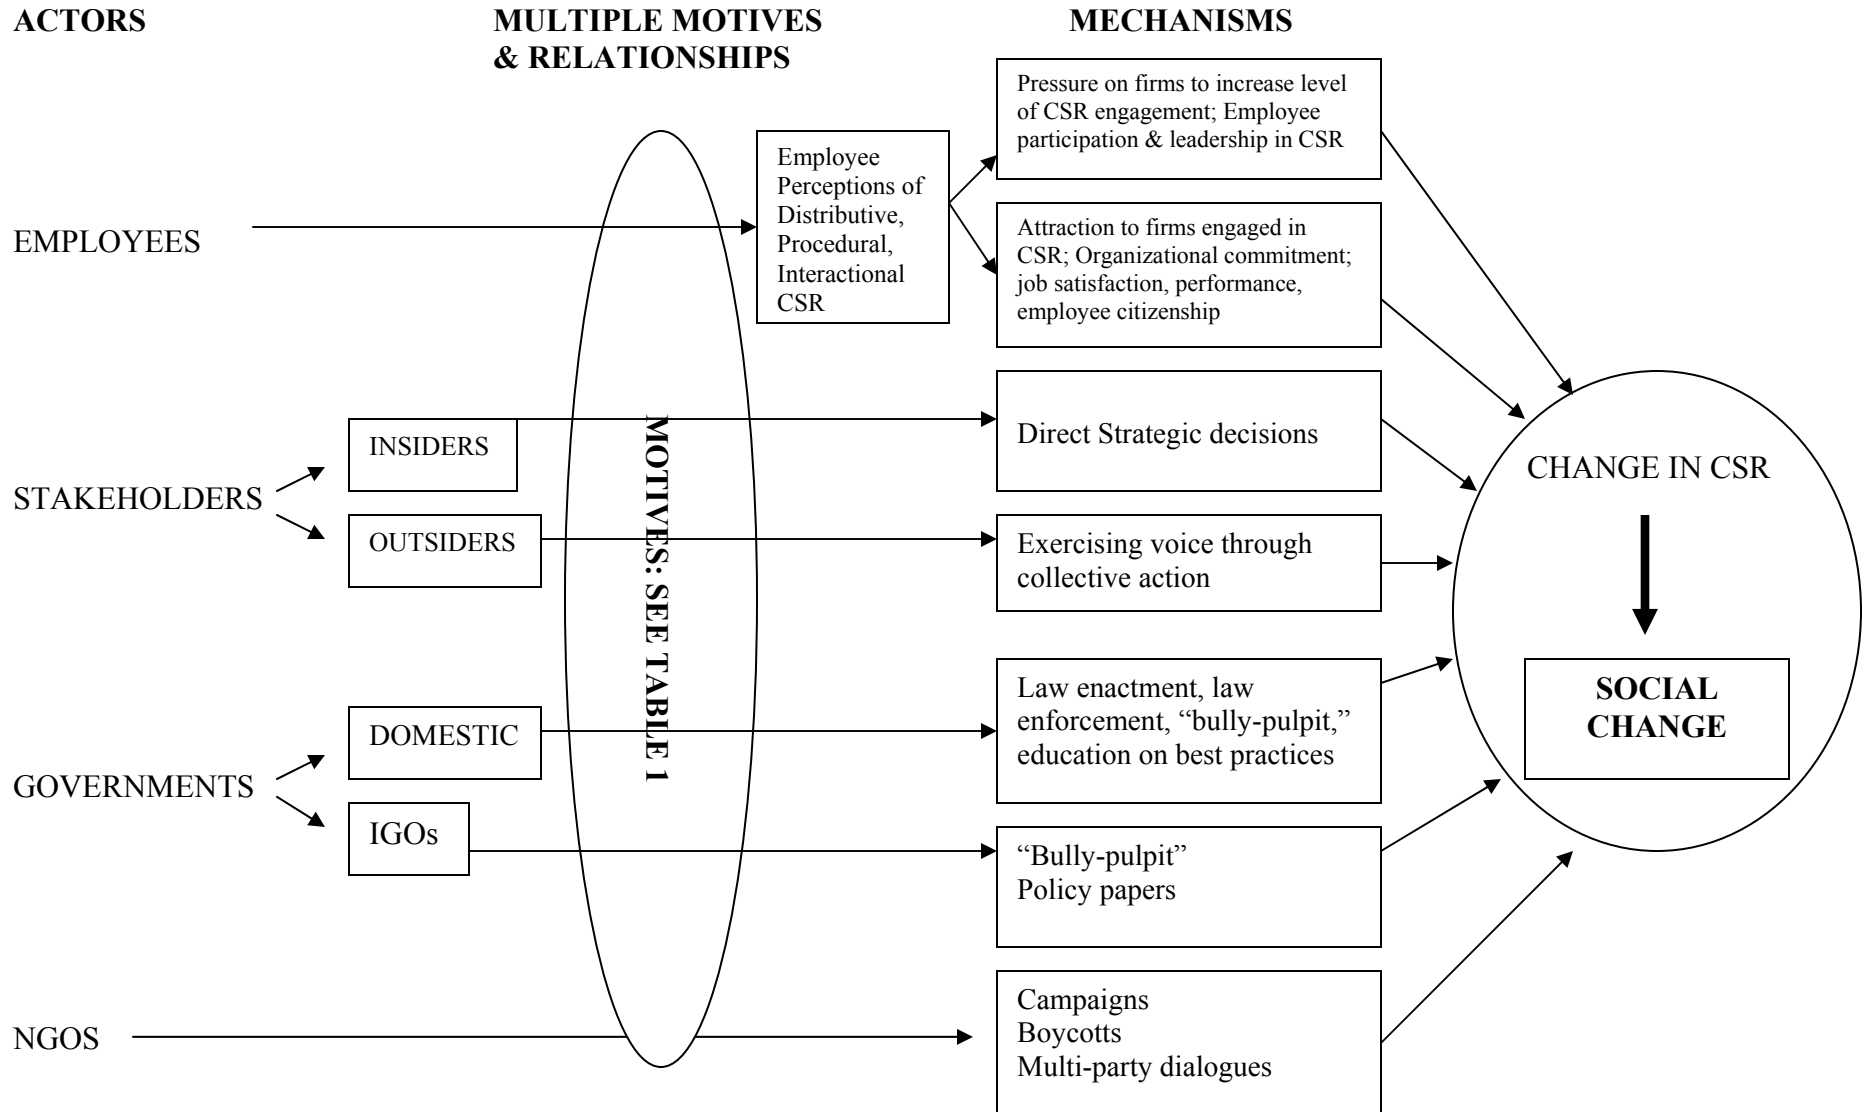 ACTORS
MULTIPLE MOTIVES
& RELATIONSHIPS
MECHANISMS
EMPLOYEES
Employee
Perceptions of
Distributive,
Procedural,
Interactional
CSR
Pressure on firms to increase level
of CSR engagement; Employee
participation & leadership in CSR
Attraction to firms engaged in
CSR; Organizational commitment;
job satisfaction, performance,
employee citizenship
STAKEHOLDERS
INSIDERS
OUTSIDERS
MOTIVES: SEE TABLE 1
Direct Strategic decisions
Exercising voice through
collective action
GOVERNMENTS
DOMESTIC
IGOs
Law enactment, law
enforcement, “bully-pulpit,”
education on best practices
“Bully-pulpit”
Policy papers
NGOS
Campaigns
Boycotts
Multi-party dialogues
CHANGE IN CSR
SOCIAL
CHANGE